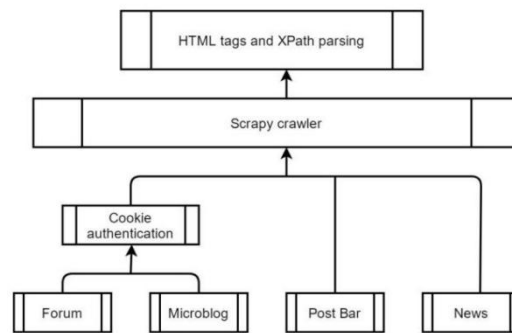 HTML tags and XPath parsing
Scrapy crawler
Cookie
authentication
Forum
Microblog
Post Bar
News